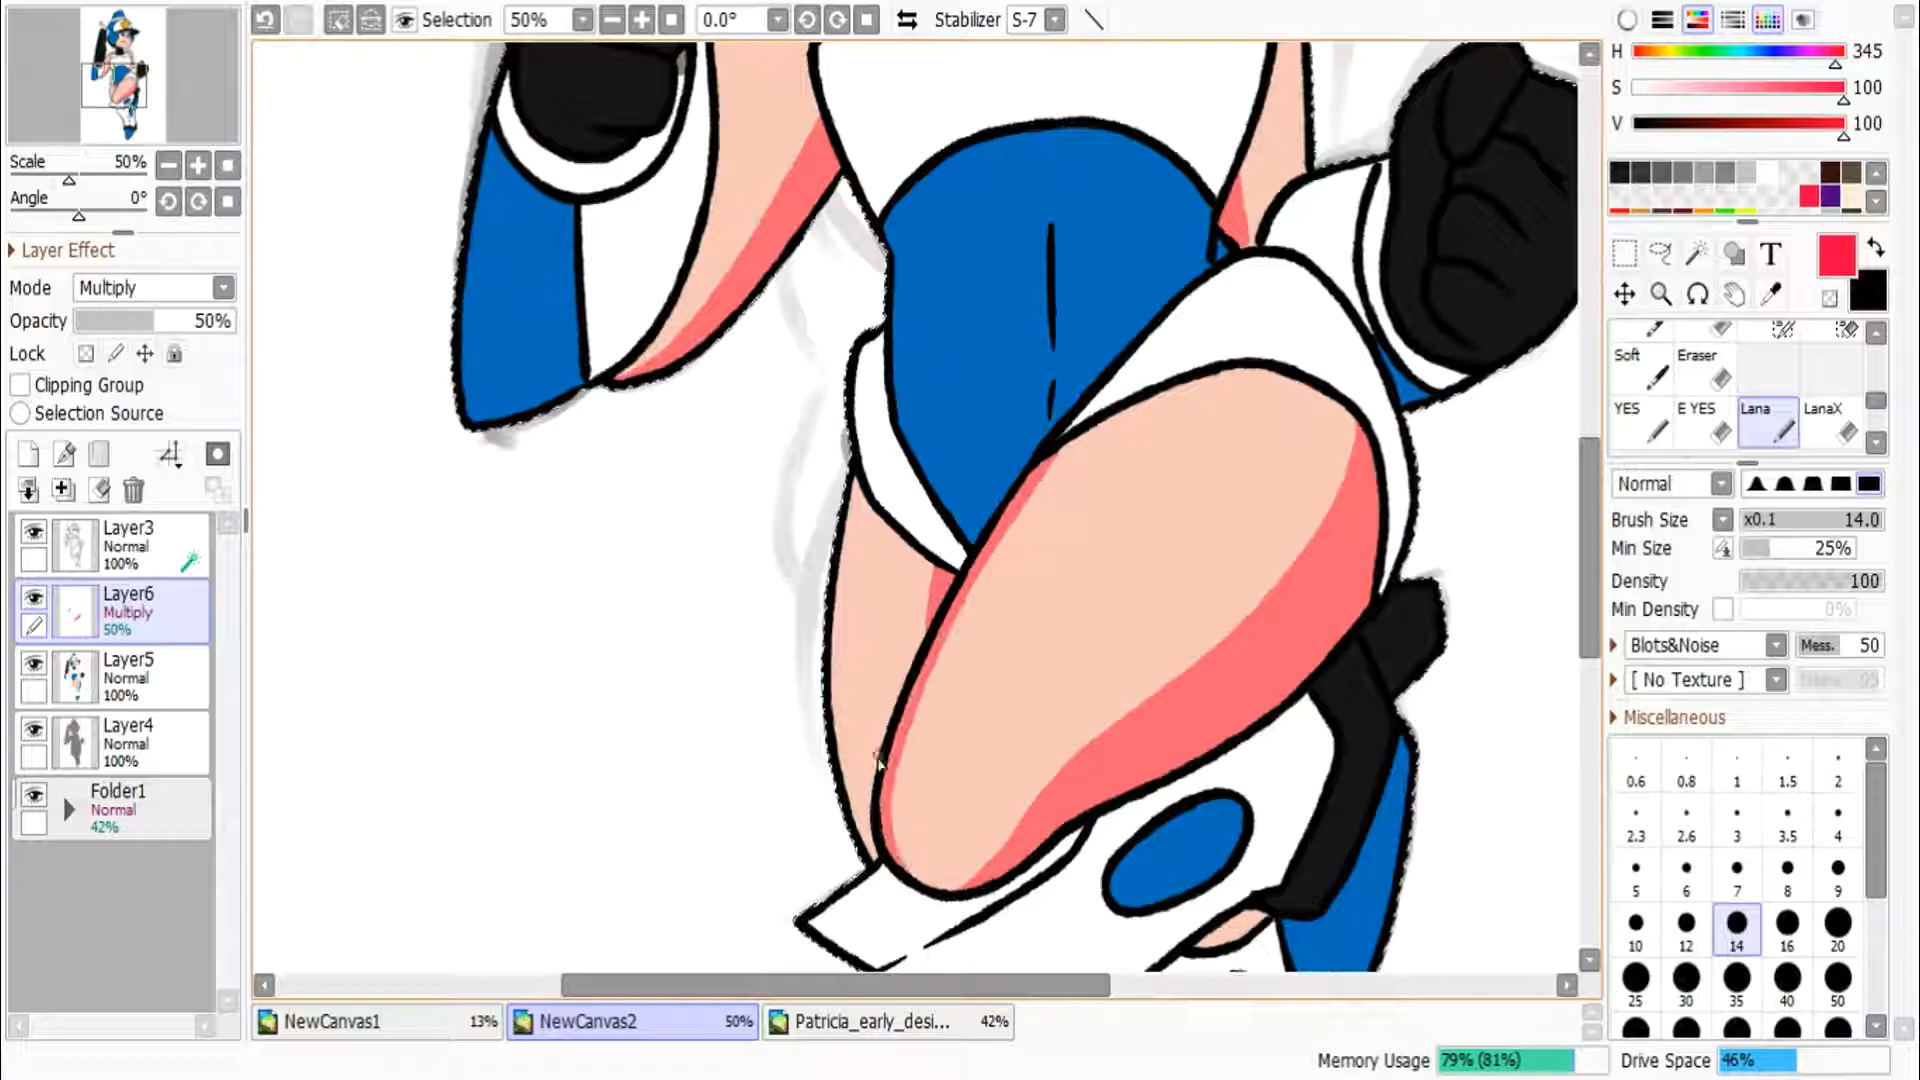 Selection 50% 0.0° Stabilizer S-7
H 345
S 100
V 100
Scale 50%
Angle 0°
Layer Effect
Mode Multiply
Opacity 50%
Lock
Clipping Group
Selection Source
Layer3
Normal
100%
Layer6
Multiply
50%
Layer5
Normal
100%
Layer4
Normal
100%
Folder1
Normal
42%
T
Soft Eraser
YES E YES Lana LanaX
Normal
Brush Size x0.1 14.0
Min Size 25%
Density 100
Min Density 0%
Blots&Noise Mess. 50
[ No Texture ]
Miscellaneous
0.6 0.8 1 1.5 2
2.3 2.6 3 3.5 4
5 6 7 8 9
10 12 14 16 20
25 30 35 40 50
NewCanvas1 13% NewCanvas2 50% Patricia_early_desi... 42%
Memory Usage 79% (81%) Drive Space 46%